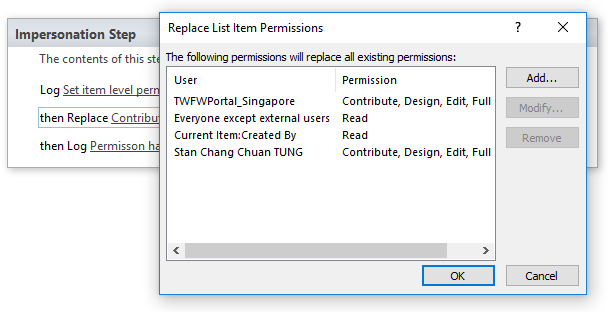 Impersonation Step
The contents of this ste
Log Set item level perm
then Replace Contribut
then Log Permisson ha
Replace List Item Permissions
?
The following permissions will replace all existing permissions:
User Permission
TWFWPortal_Singapore Contribute, Design, Edit, Full
Everyone except external users Read
Current Item:Created By Read
Stan Chang Chuan TUNG Contribute, Design, Edit, Full
Add...
Modify...
Remove
OK Cancel